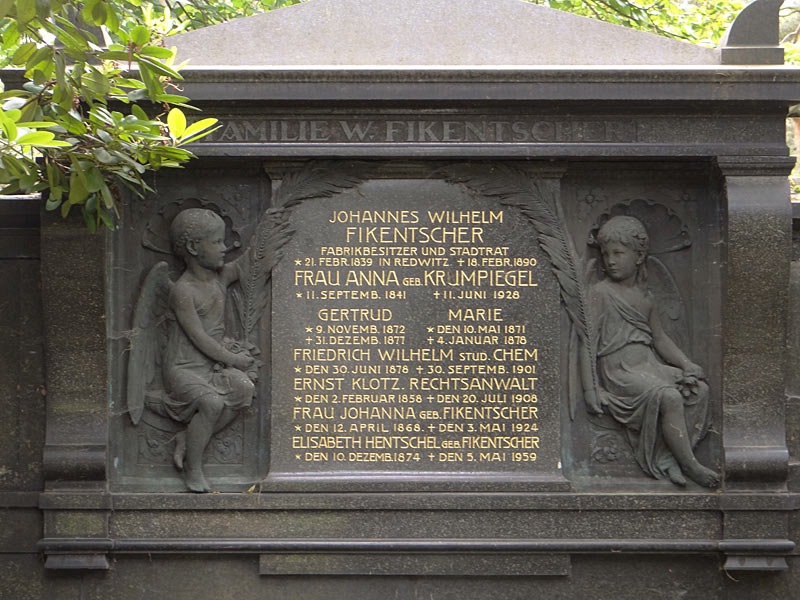 FAMILIE W. FIKENTSCHER
JOHANNES WILHELM
FIKENTSCHER
FABRIKBESITZER UND STADTRAT
*21. FEBR. 1839 IN REDWITZ. +18. FEBR. 1890
FRAU ANNA GEB. KRUMPIEGEL
*11. SEPTEMB. 1841 +11. JUNI 1928
GERTRUD MARIE
*9. NOVEMB. 1872 *DEN 10. MAI 1871
+31. DEZEMB. 1877 +4. JANUAR 1878
FRIEDRICH WILHELM STUD. CHEM
*DEN 30. JUNI 1878 +30. SEPTEMB. 1901
ERNST KLOTZ. RECHTSANWALT
*DEN 2. FEBRUAR 1858 +DEN 20. JULI 1908
FRAU JOHANNA GEB. FIKENTSCHER
*DEN 12. APRIL 1868. +DEN 3. MAI 1924
ELISABETH HENTSCHEL GEB. FIKENTSCHER
*DEN 10. DEZEMB. 1874 +DEN 5. MAI 1959